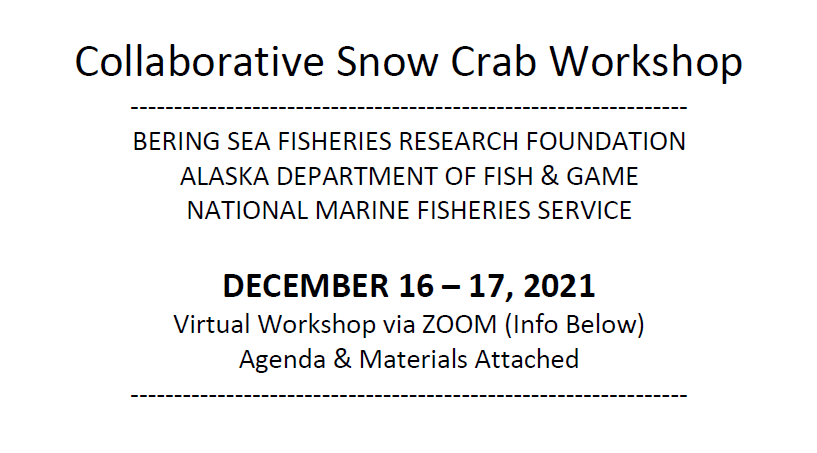 Collaborative Snow Crab Workshop
----------------------------------------------------------------
BERING SEA FISHERIES RESEARCH FOUNDATION
ALASKA DEPARTMENT OF FISH & GAME
NATIONAL MARINE FISHERIES SERVICE
DECEMBER 16 – 17, 2021
Virtual Workshop via ZOOM (Info Below)
Agenda & Materials Attached
----------------------------------------------------------------